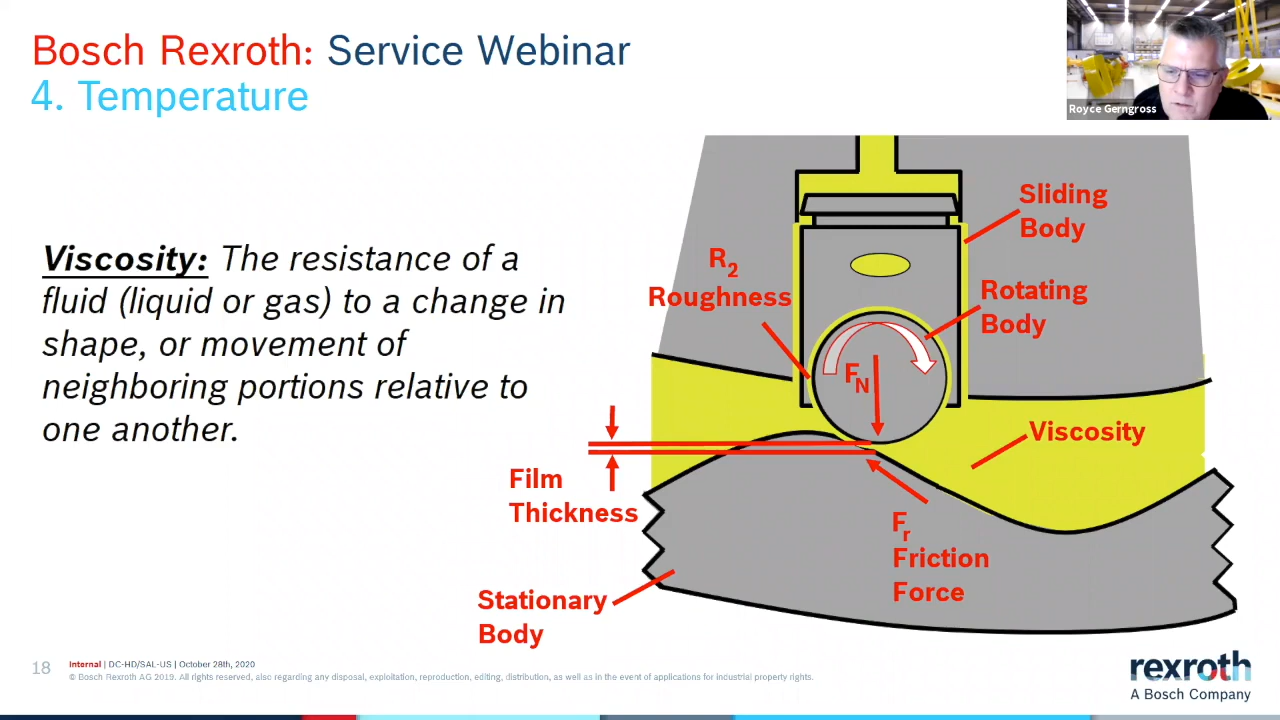 Bosch Rexroth: Service Webinar
4. Temperature
Royce Gerngross
Viscosity: The resistance of a
fluid (liquid or gas) to a change in
shape, or movement of
neighboring portions relative to
one another.
Sliding
Body
R2
Roughness
Rotating
Body
FN
Viscosity
Film
Thickness
Fr
Friction
Force
Stationary
Body
18
Internal | DC-HD/SAL-US | October 28th, 2020
© Bosch Rexroth AG 2019. All rights reserved, also regarding any disposal, exploitation, reproduction, editing, distribution, as well as in the event of applications for industrial property rights.
rexroth
A Bosch Company